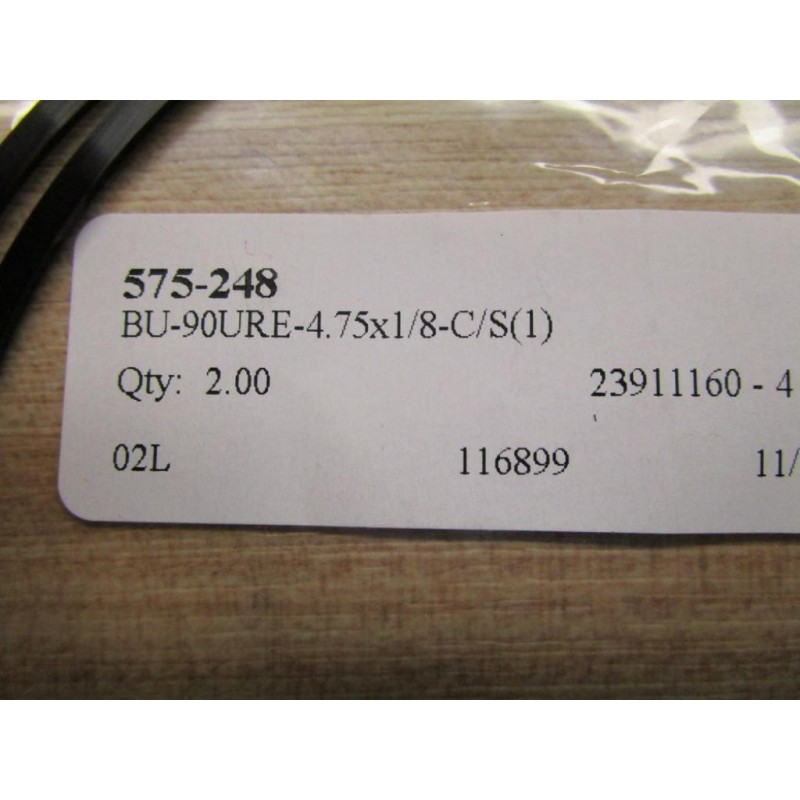 575-248
BU-90URE-4.75x1/8-C/S(1)
Qty: 2.00 23911160 - 4
02L 116899 11/